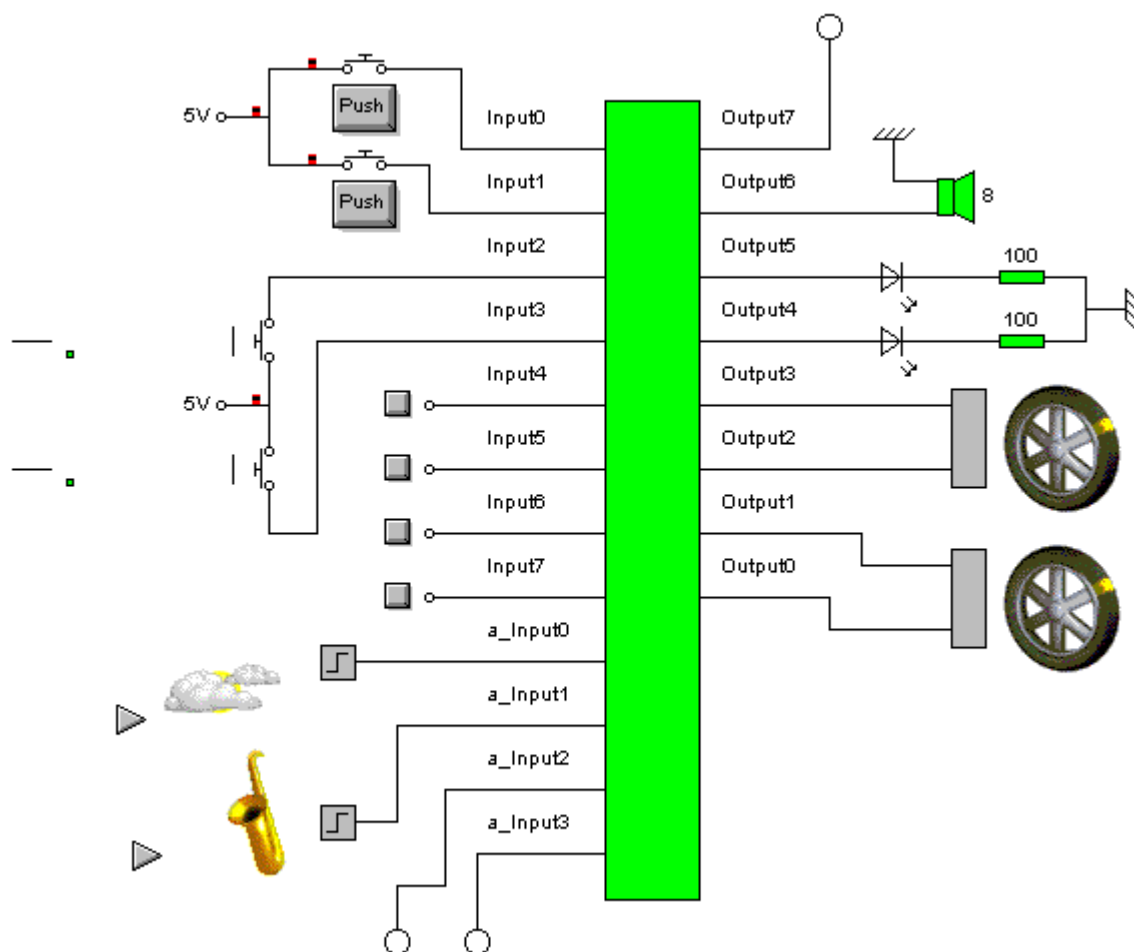 5V
Push
Push
Input0
Input1
Input2
Input3
5V
Input4
Input5
Input6
Input7
a_Input0
a_Input1
a_Input2
a_Input3
Output7
Output6
8
Output5
100
Output4
100
Output3
Output2
Output1
Output0